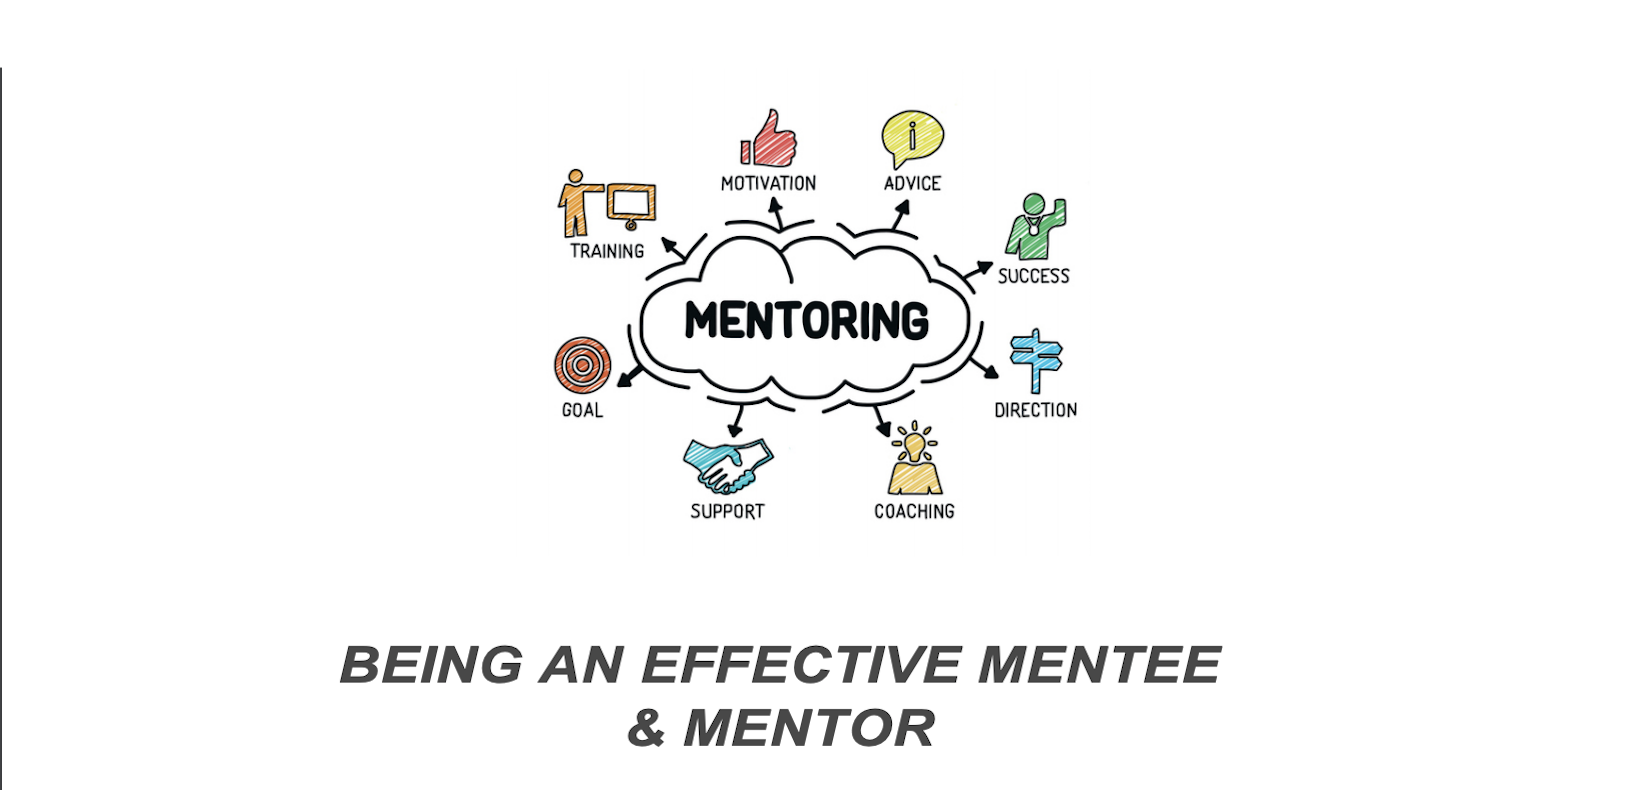 MOTIVATION
ADVICE
TRAINING
SUCCESS
MENTORING
GOAL
DIRECTION
SUPPORT
COACHING
BEING AN EFFECTIVE MENTEE
& MENTOR